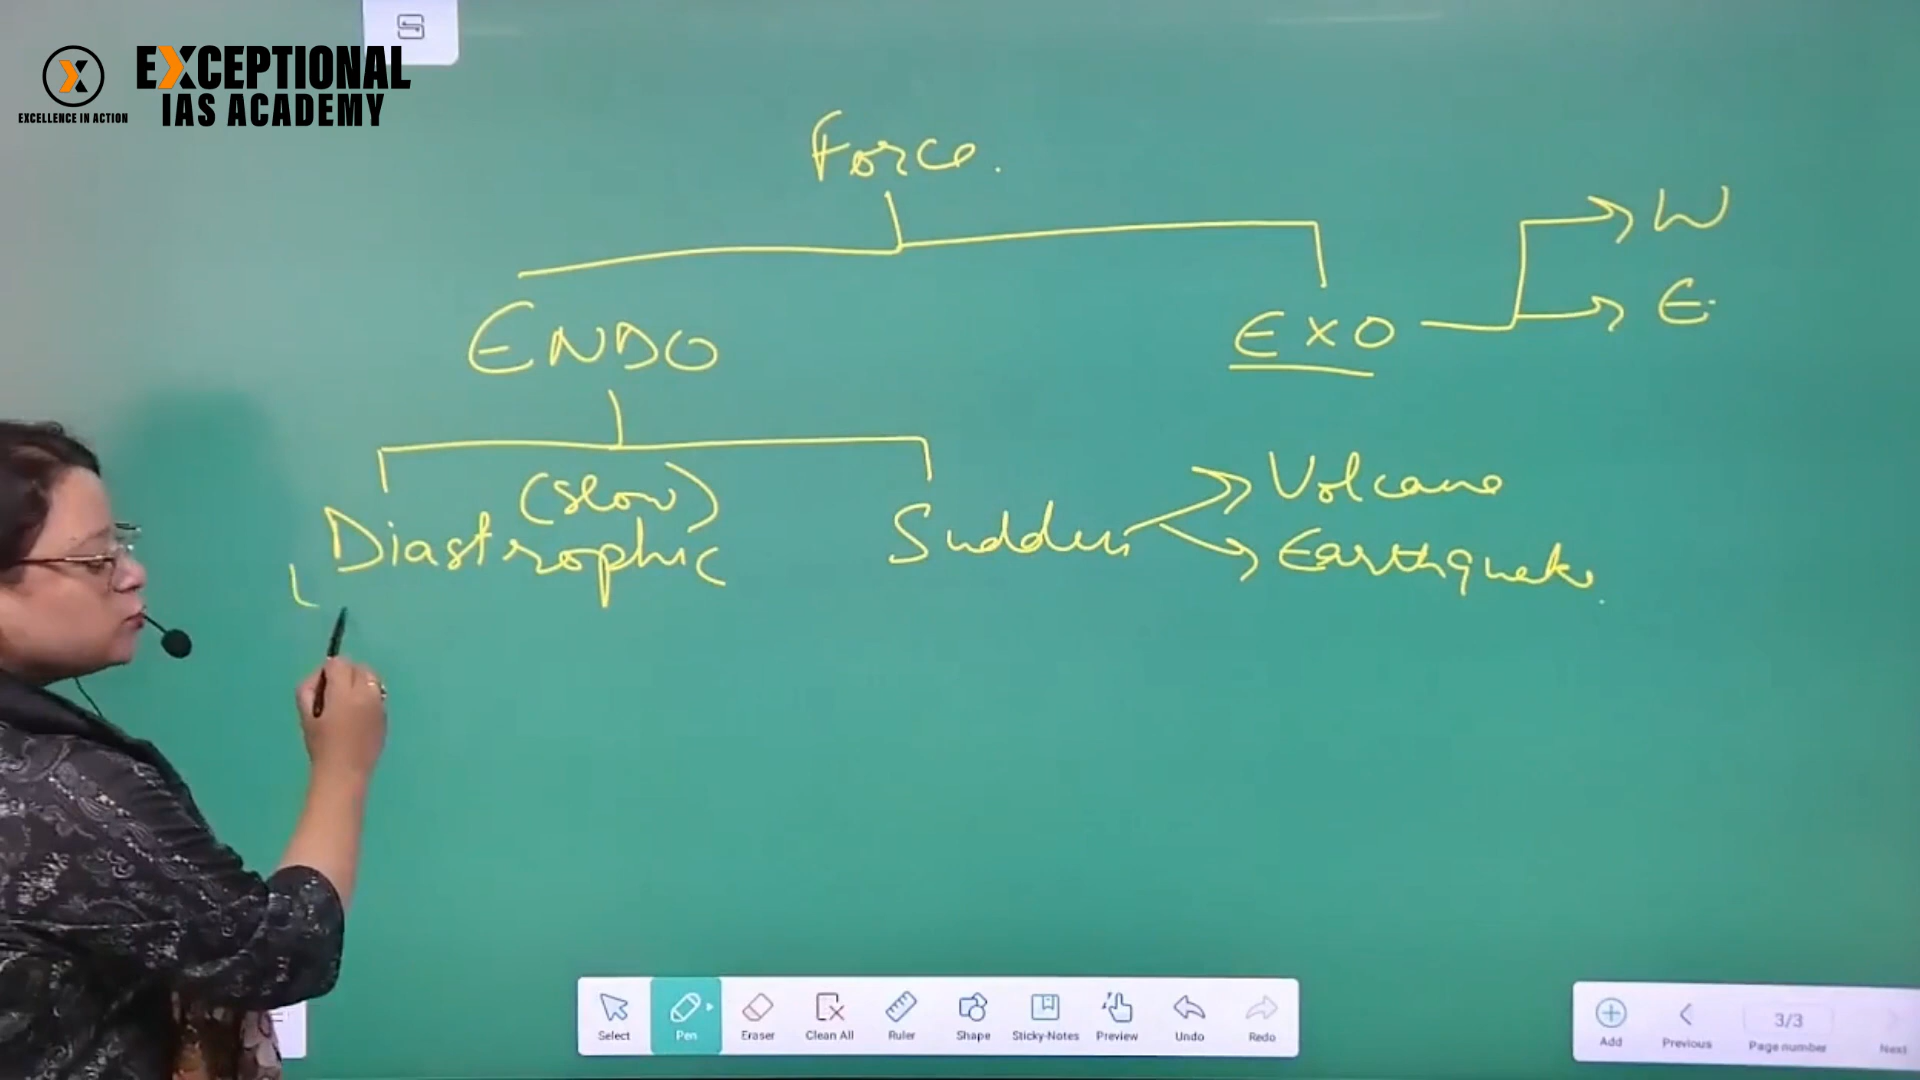 EXCEPTIONAL
IAS ACADEMY
EXCELLENCE IN ACTION
Force.
W
E
ENDO
EXO
(slow)
Diastrophic
Sudden
Volcano
Earthquake
Select
Pen
Eraser
Clean All
Ruler
Shape
Sticky-Notes
Preview
Undo
Redo
Add
Previous
3/3
Page number
Next